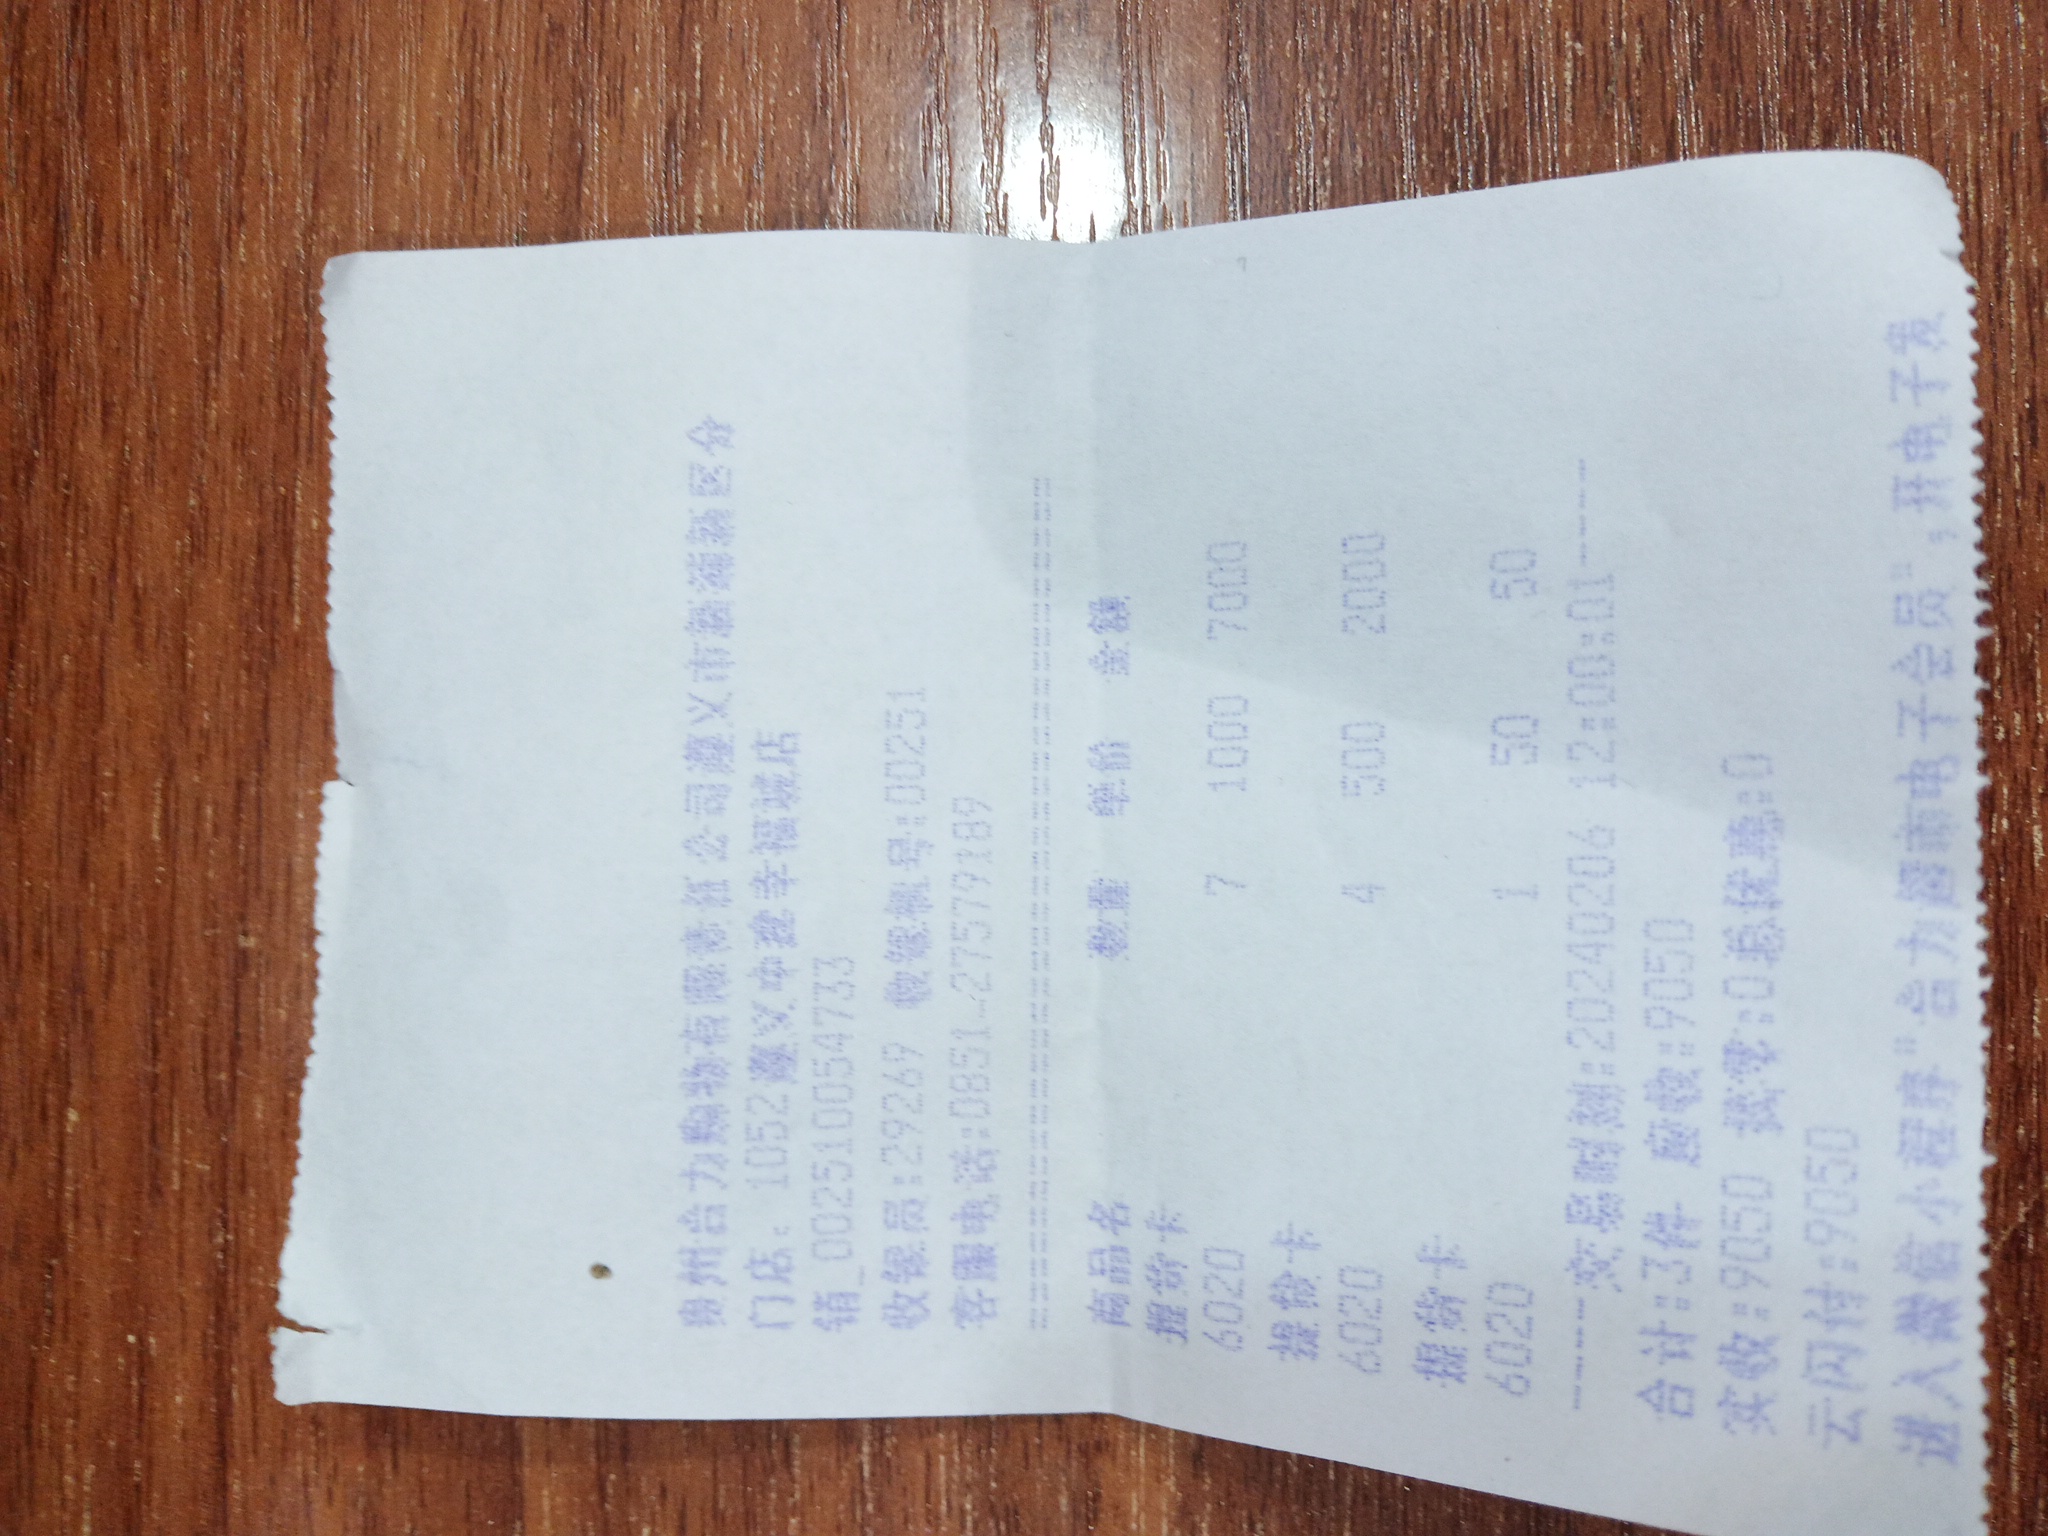 贵州合力购物有限责任公司遵义市新蒲新区分
门店: 1052遵义中建幸福城店
销_002510054733
收银员:29269 收银机号:00251
客服电话:0851-27579189
========================================
商品名 数量 单价 金额
提货卡
6020 7 1000 7000
提货卡
6020 4 500 2000
提货卡
6020 1 50 50
-----交易时刻:20240206 12:00:01-----
合计:3件 应收:9050
实收:9050 找零:0总优惠:0
云闪付:9050
进入微信小程序"合力超市电子会员",开电子发